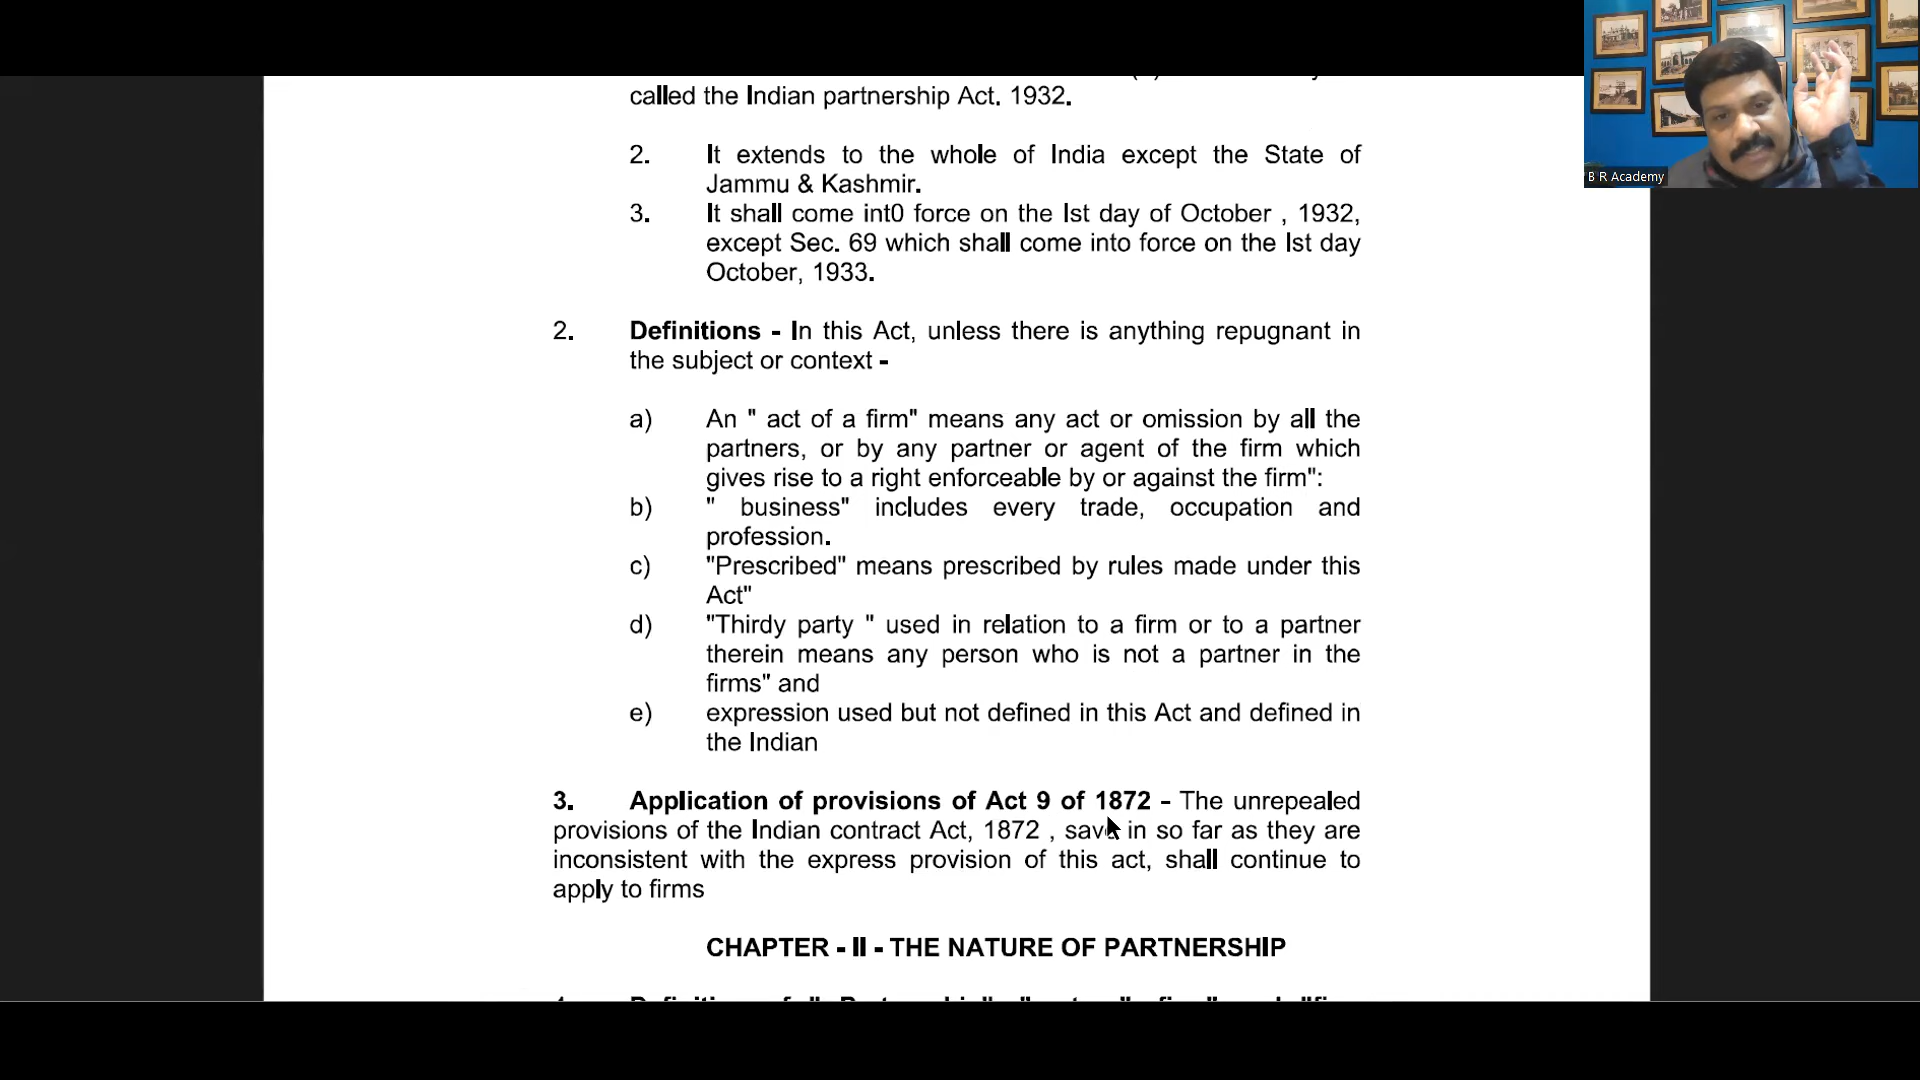 called the Indian partnership Act. 1932.
2. It extends to the whole of India except the State of
Jammu & Kashmir.
3. It shall come int0 force on the Ist day of October , 1932,
except Sec. 69 which shall come into force on the Ist day
October, 1933.
2. Definitions - In this Act, unless there is anything repugnant in
the subject or context -
a) An " act of a firm" means any act or omission by all the
partners, or by any partner or agent of the firm which
gives rise to a right enforceable by or against the firm":
b) " business" includes every trade, occupation and
profession.
c) "Prescribed" means prescribed by rules made under this
Act"
d) "Thirdy party " used in relation to a firm or to a partner
therein means any person who is not a partner in the
firms" and
e) expression used but not defined in this Act and defined in
the Indian
3. Application of provisions of Act 9 of 1872 - The unrepealed
provisions of the Indian contract Act, 1872 , save in so far as they are
inconsistent with the express provision of this act, shall continue to
apply to firms
CHAPTER - II - THE NATURE OF PARTNERSHIP
B R Academy